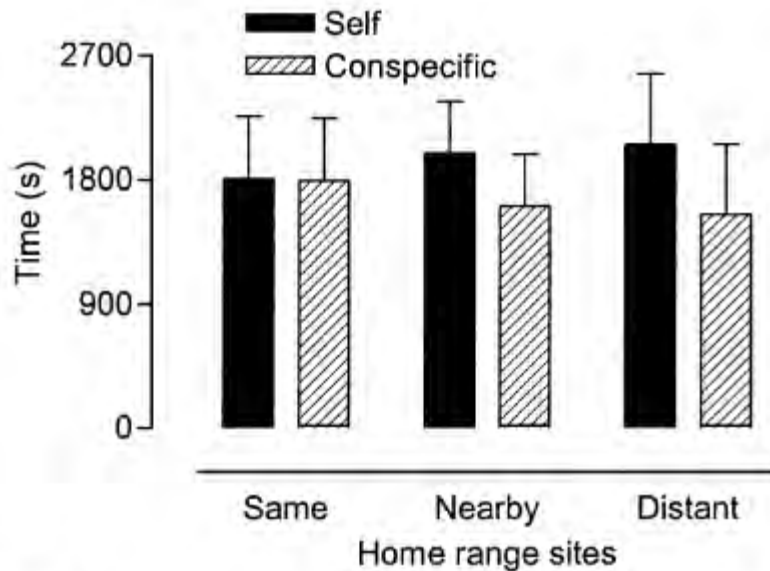 Self
Conspecific
2700
1800
900
0
Time (s)
Same Nearby Distant
Home range sites